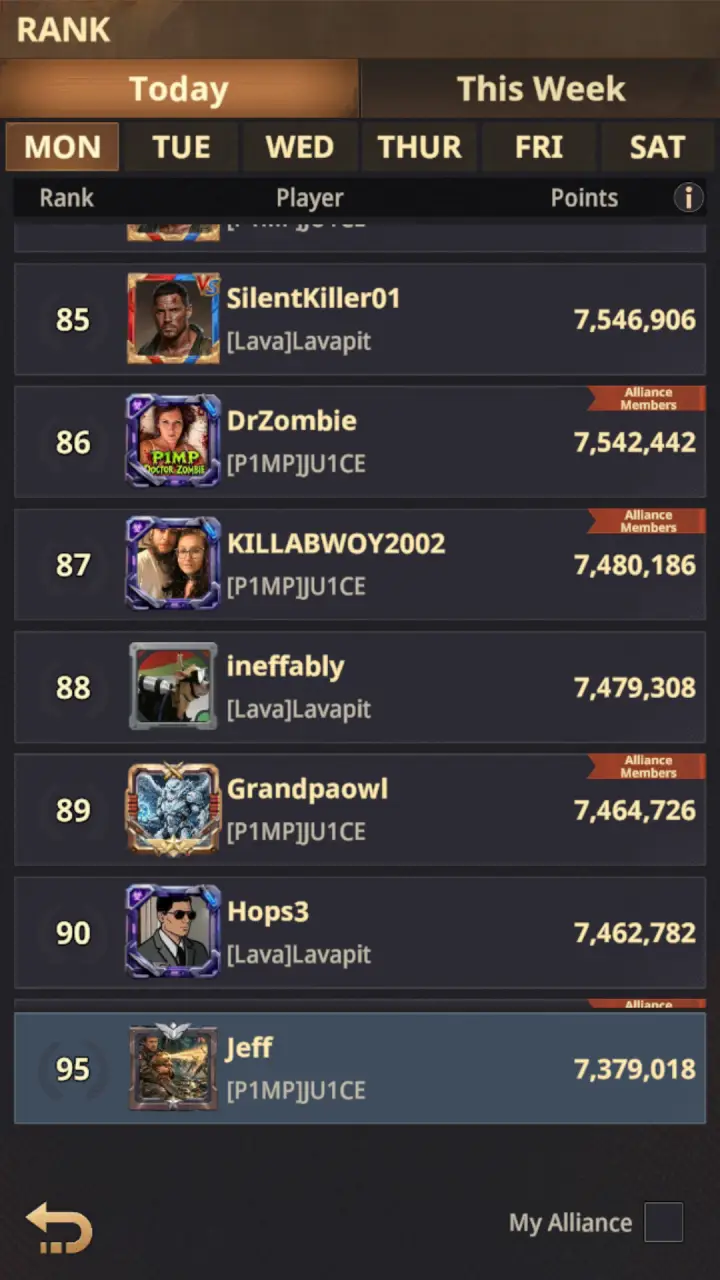 RANK
Today
This Week
MON
TUE
WED
THUR
FRI
SAT
Rank
Player
Points
i
85
VS
SilentKiller01
[Lava]Lavapit
7,546,906
86
P1MP
DOCTOR ZOMBIE
DrZombie
[P1MP]JU1CE
Alliance
Members
7,542,442
87
KILLABWOY2002
[P1MP]JU1CE
Alliance
Members
7,480,186
88
ineffably
[Lava]Lavapit
7,479,308
89
Grandpaowl
[P1MP]JU1CE
Alliance
Members
7,464,726
90
Hops3
[Lava]Lavapit
7,462,782
Alliance
95
Jeff
[P1MP]JU1CE
7,379,018
My Alliance